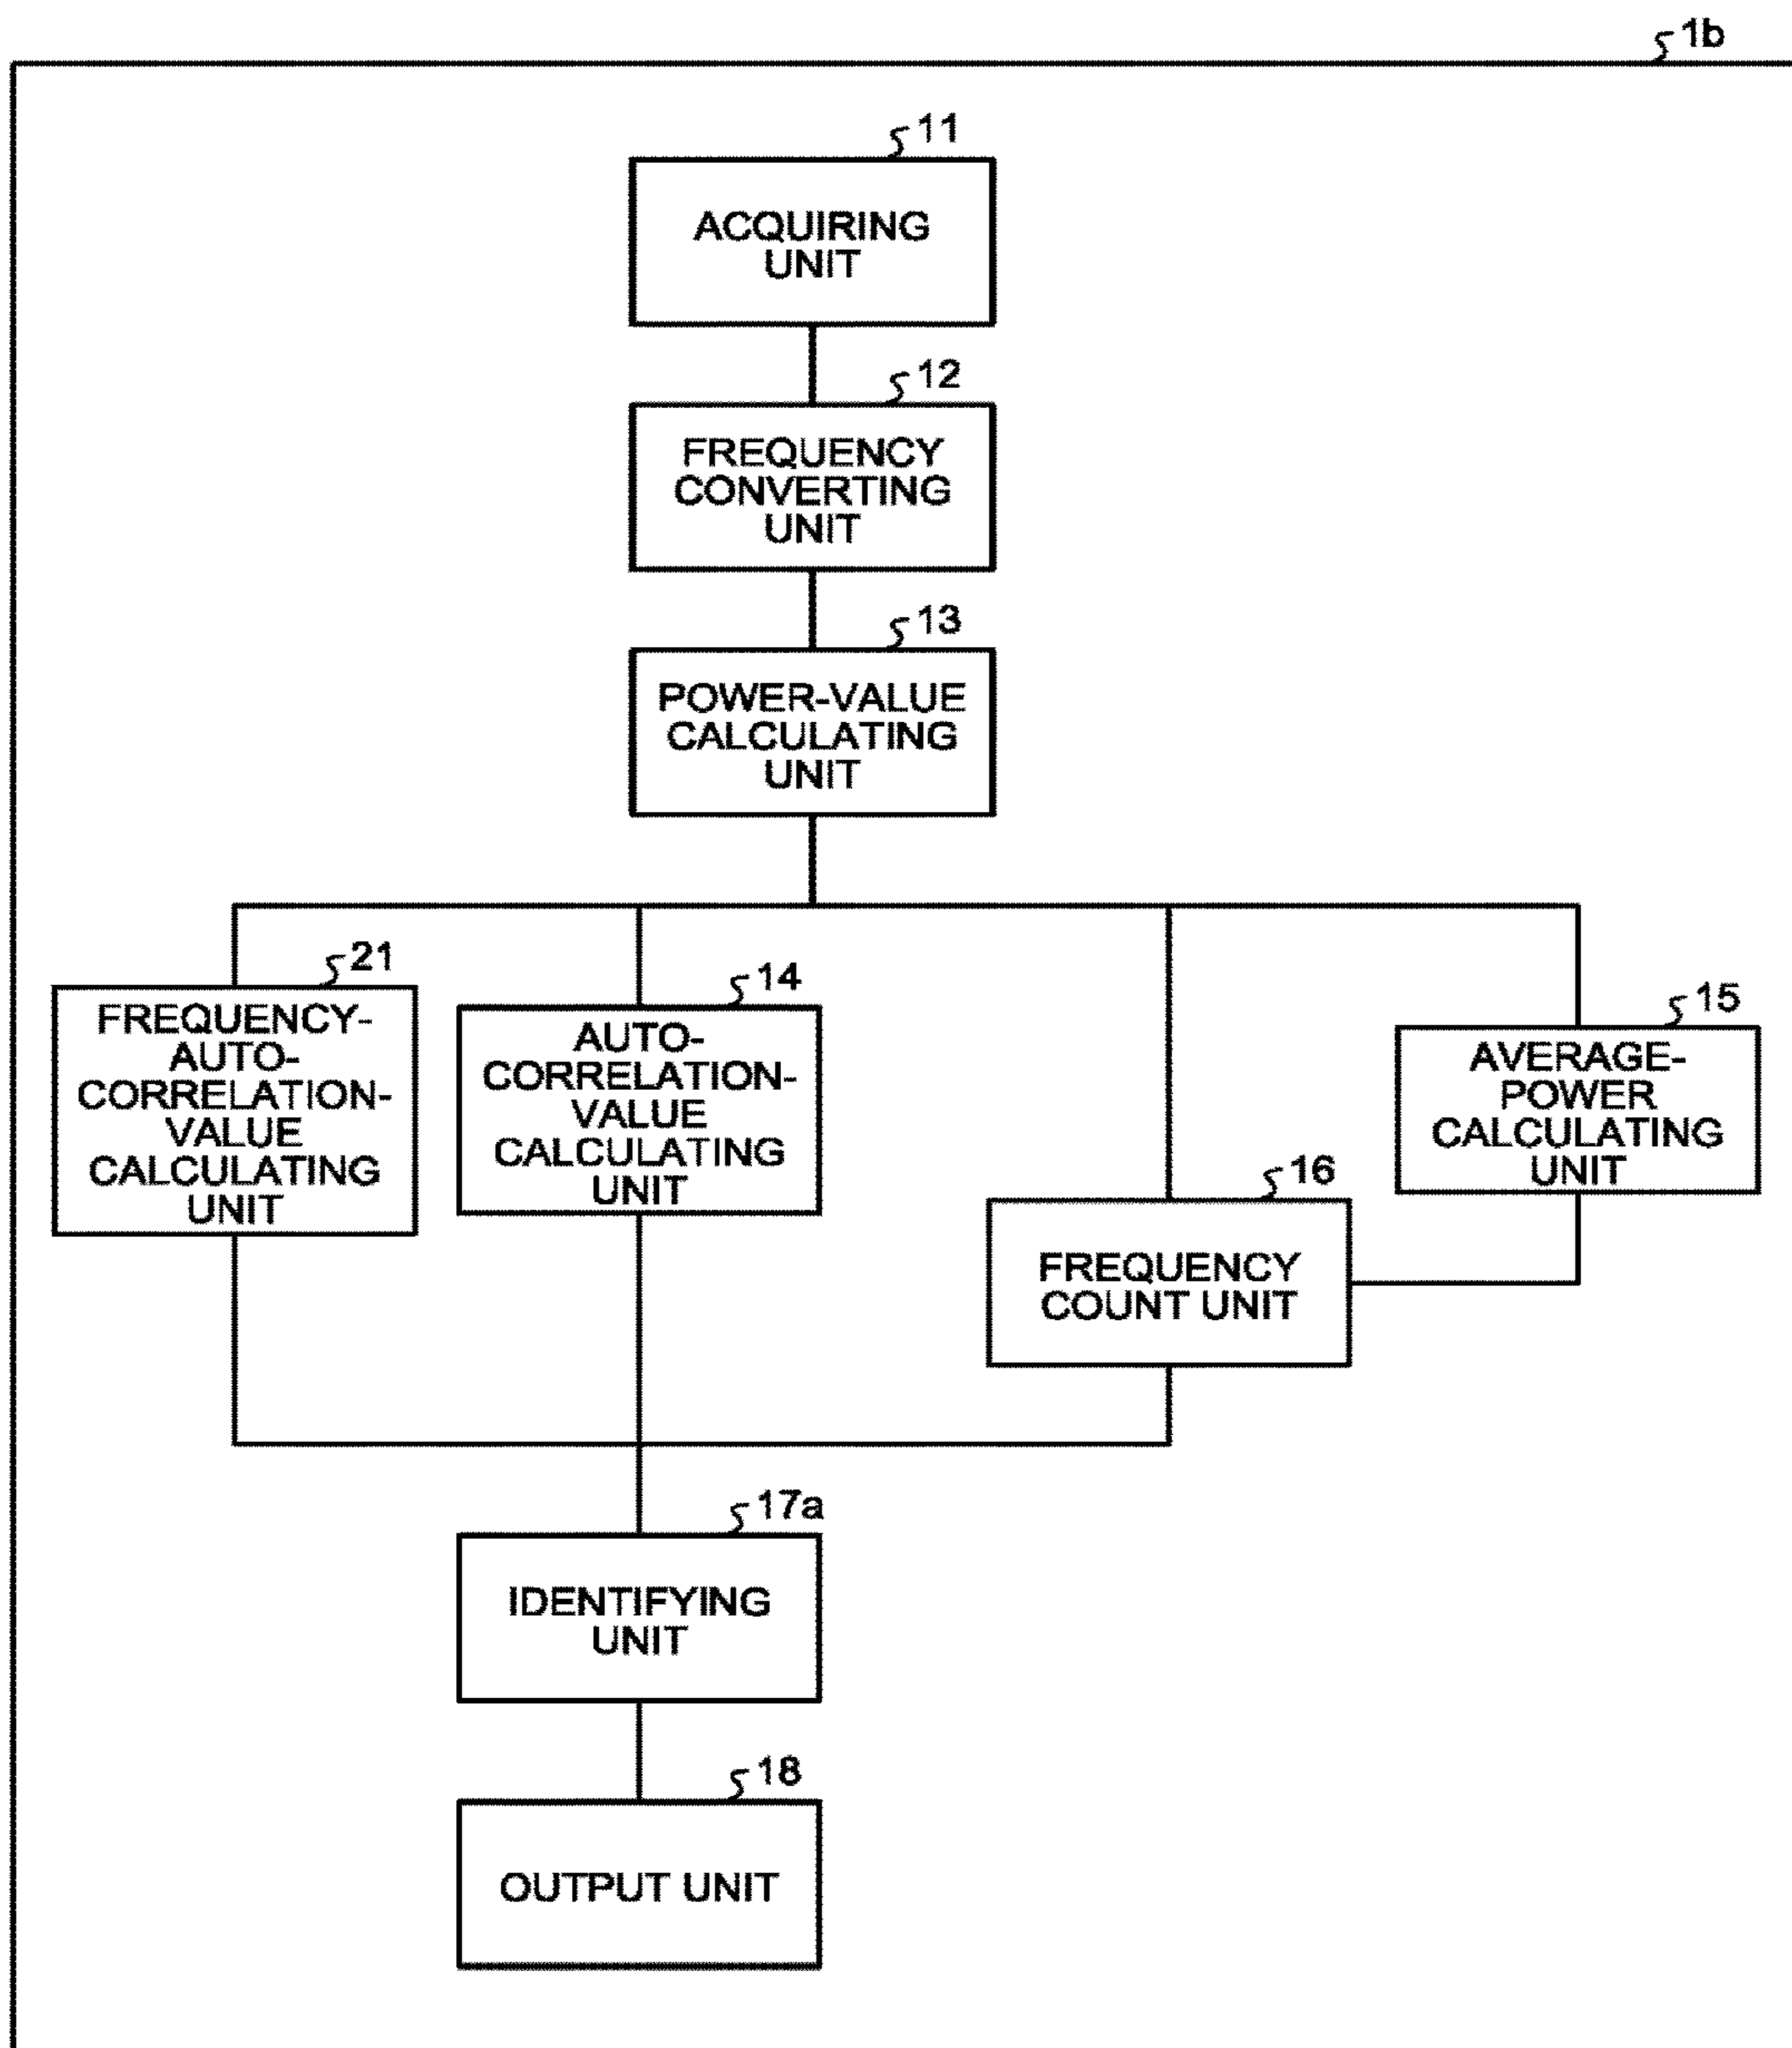 1b
11
ACQUIRING
UNIT
12
FREQUENCY
CONVERTING
UNIT
13
POWER-VALUE
CALCULATING
UNIT
21
FREQUENCY-
AUTO-
CORRELATION-
VALUE
CALCULATING
UNIT
14
AUTO-
CORRELATION-
VALUE
CALCULATING
UNIT
15
AVERAGE-
POWER
CALCULATING
UNIT
16
FREQUENCY
COUNT UNIT
17a
IDENTIFYING
UNIT
18
OUTPUT UNIT